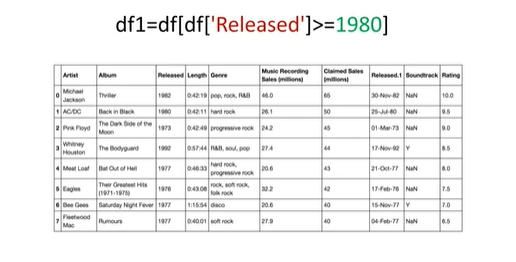 df1=df[df['Released']>=1980]
Artist Album Released Length Genre Music Recording Sales (millions) Claimed Sales (millions) Released.1 Soundtrack Rating
0 Michael Jackson Thriller 1982 0:42:19 pop, rock, R&B 46.0 65 30-Nov-82 NaN 10.0
1 AC/DC Back in Black 1980 0:42:11 hard rock 26.1 50 25-Jul-80 NaN 9.5
2 Pink Floyd The Dark Side of the Moon 1973 0:42:49 progressive rock 24.2 45 01-Mar-73 NaN 9.0
3 Whitney Houston The Bodyguard 1992 0:57:44 R&B, soul, pop 27.4 44 17-Nov-92 Y 8.5
4 Meat Loaf Bat Out of Hell 1977 0:46:33 hard rock, progressive rock 20.6 43 21-Oct-77 NaN 8.0
5 Eagles Their Greatest Hits (1971-1975) 1976 0:43:08 rock, soft rock, folk rock 32.2 42 17-Feb-76 NaN 7.5
6 Bee Gees Saturday Night Fever 1977 1:15:54 disco 20.6 40 15-Nov-77 Y 7.0
7 Fleetwood Mac Rumours 1977 0:40:01 soft rock 27.9 40 04-Feb-77 NaN 6.5